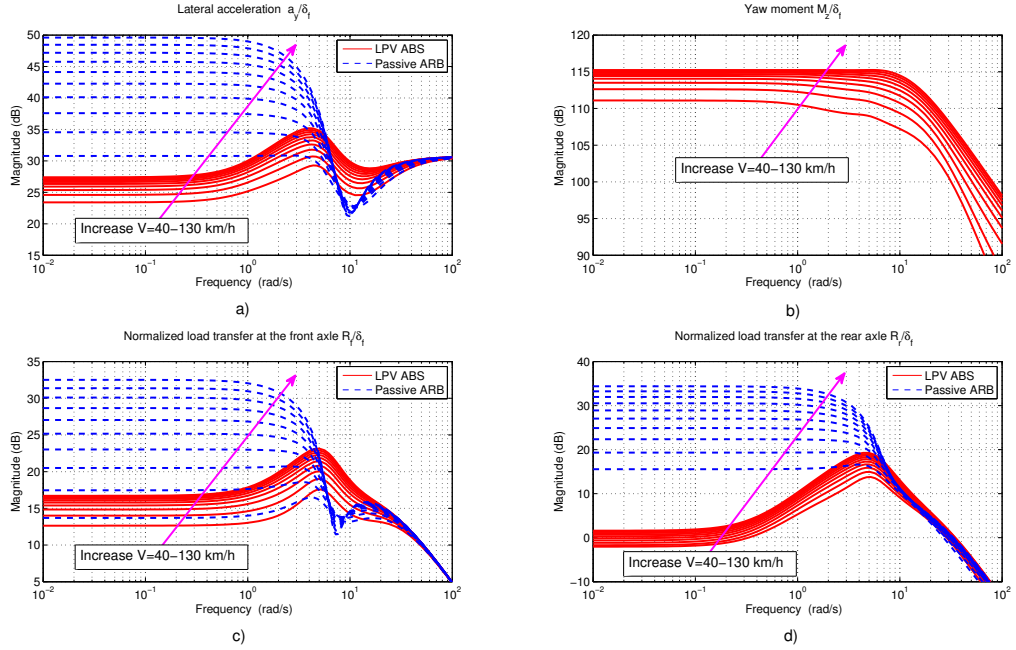 Lateral acceleration a_y/δ_f
50
45
40
35
30
25
20
15
Magnitude (dB)
LPV ABS
Passive ARB
Increase V=40−130 km/h
10^−2 10^−1 10^0 10^1 10^2
Frequency (rad/s)
a)
Yaw moment M_z/δ_f
120
115
110
105
100
95
90
Magnitude (dB)
Increase V=40−130 km/h
10^−2 10^−1 10^0 10^1 10^2
Frequency (rad/s)
b)
Normalized load transfer at the front axle R_f/δ_f
35
30
25
20
15
10
5
Magnitude (dB)
LPV ABS
Passive ARB
Increase V=40−130 km/h
10^−2 10^−1 10^0 10^1 10^2
Frequency (rad/s)
c)
Normalized load transfer at the rear axle R_r/δ_f
40
30
20
10
0
−10
Magnitude (dB)
LPV ABS
Passive ARB
Increase V=40−130 km/h
10^−2 10^−1 10^0 10^1 10^2
Frequency (rad/s)
d)